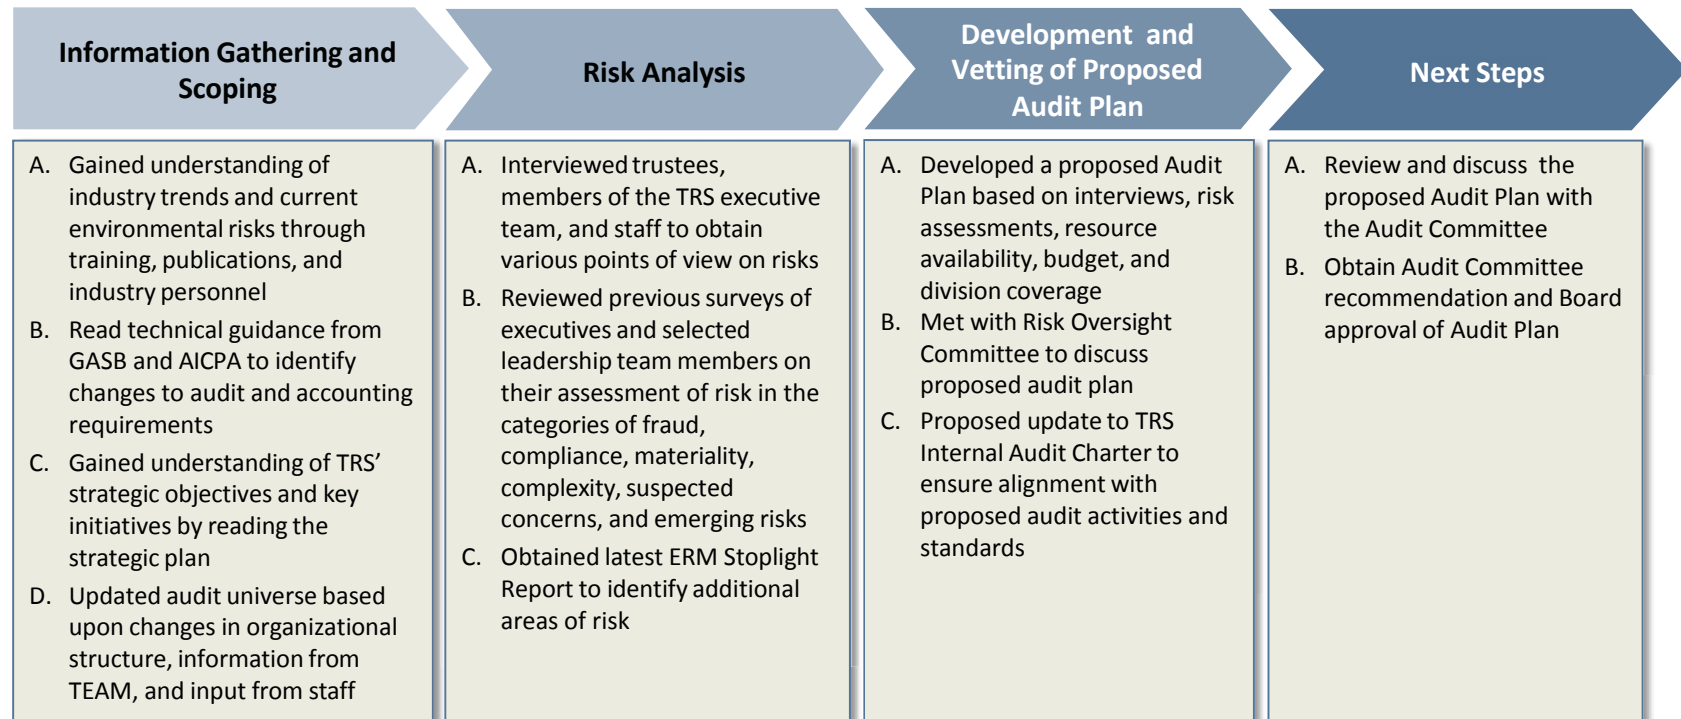 Information Gathering and
Scoping
Risk Analysis
Development and
Vetting of Proposed
Audit Plan
Next Steps
A. Gained understanding of
industry trends and current
environmental risks through
training, publications, and
industry personnel
B. Read technical guidance from
GASB and AICPA to identify
changes to audit and accounting
requirements
C. Gained understanding of TRS’
strategic objectives and key
initiatives by reading the
strategic plan
D. Updated audit universe based
upon changes in organizational
structure, information from
TEAM, and input from staff
A. Interviewed trustees,
members of the TRS executive
team, and staff to obtain
various points of view on risks
B. Reviewed previous surveys of
executives and selected
leadership team members on
their assessment of risk in the
categories of fraud,
compliance, materiality,
complexity, suspected
concerns, and emerging risks
C. Obtained latest ERM Stoplight
Report to identify additional
areas of risk
A. Developed a proposed Audit
Plan based on interviews, risk
assessments, resource
availability, budget, and
division coverage
B. Met with Risk Oversight
Committee to discuss
proposed audit plan
C. Proposed update to TRS
Internal Audit Charter to
ensure alignment with
proposed audit activities and
standards
A. Review and discuss the
proposed Audit Plan with
the Audit Committee
B. Obtain Audit Committee
recommendation and Board
approval of Audit Plan